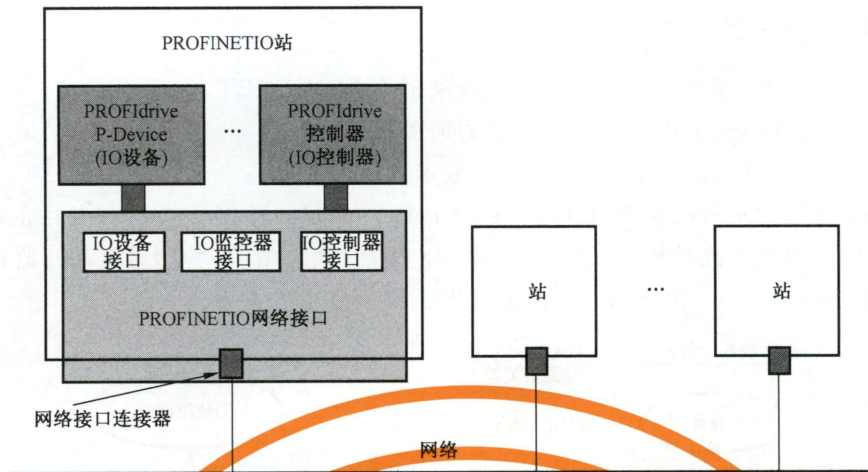 PROFINETIO站
PROFIdrive
P-Device
(IO设备)
...
PROFIdrive
控制器
(IO控制器)
IO设备
接口
IO监控器
接口
IO控制器
接口
PROFINETIO网络接口
站
...
站
网络接口连接器
网络